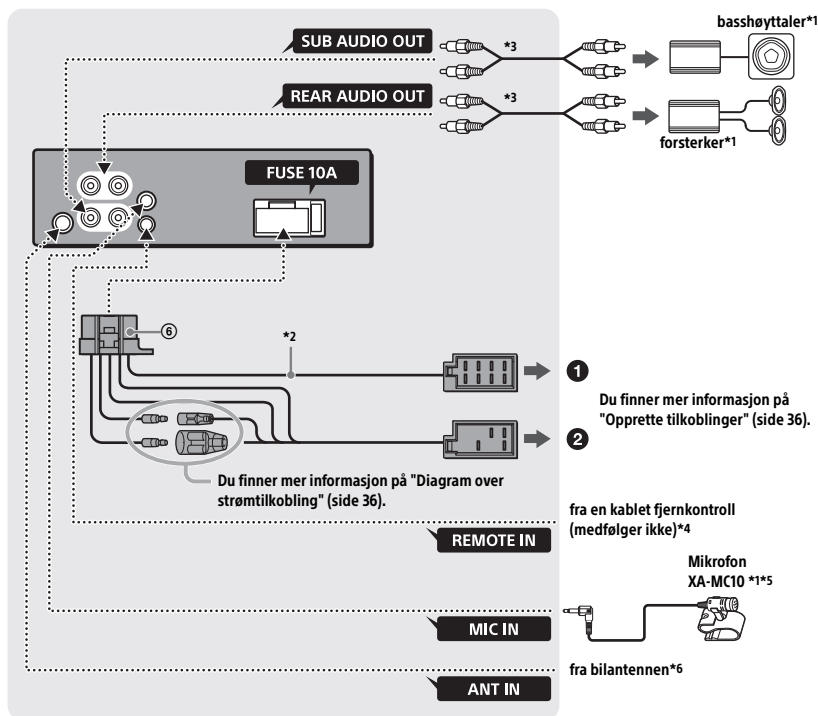 basshøyttaler*1
SUB AUDIO OUT
*3
REAR AUDIO OUT
*3
forsterker*1
FUSE 10A
⑥
*2
❶
Du finner mer informasjon på
"Opprette tilkoblinger" (side 36).
❷
Du finner mer informasjon på "Diagram over
strømtilkobling" (side 36).
fra en kablet fjernkontroll
(medfølger ikke)*4
REMOTE IN
Mikrofon
XA-MC10 *1*5
MIC IN
fra bilantennen*6
ANT IN